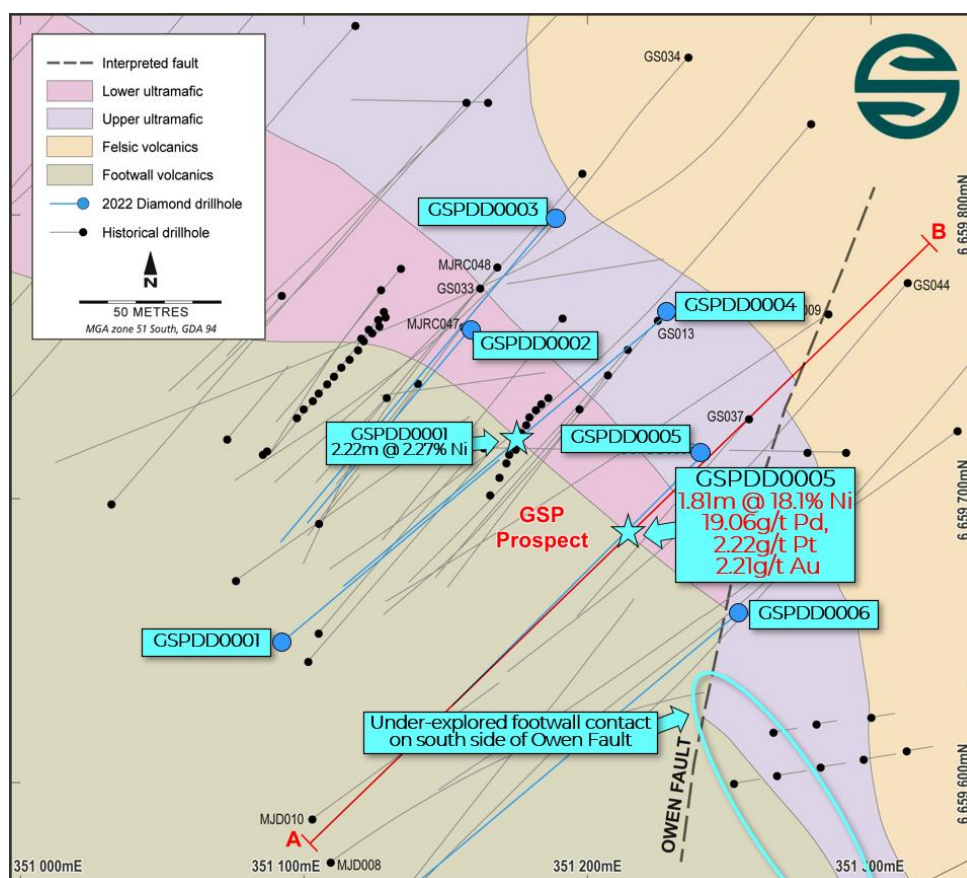 Interpreted fault
Lower ultramafic
Upper ultramafic
Felsic volcanics
Footwall volcanics
2022 Diamond drillhole
Historical drillhole
N
50 METRES
MGA zone 51 South, GDA 94
GS034
6 659 800mN
GSPDD0003
B
MJRC048
GS033
GS044
GSPDD0004
MJRC047
GS013
009
GSPDD0002
GS037
GSPDD0001
2.22m @ 2.27% Ni
GSPDD0005
6 659 700mN
GSPDD0005
1.81m @ 18.1% Ni
19.06g/t Pd,
2.22g/t Pt
2.21g/t Au
GSP
Prospect
GSPDD0006
GSPDD0001
Under-explored footwall contact
on south side of Owen Fault
OWEN FAULT
6 659 600mN
MJD010
A
MJD008
351 000mE
351 100mE
351 200mE
351 300mE